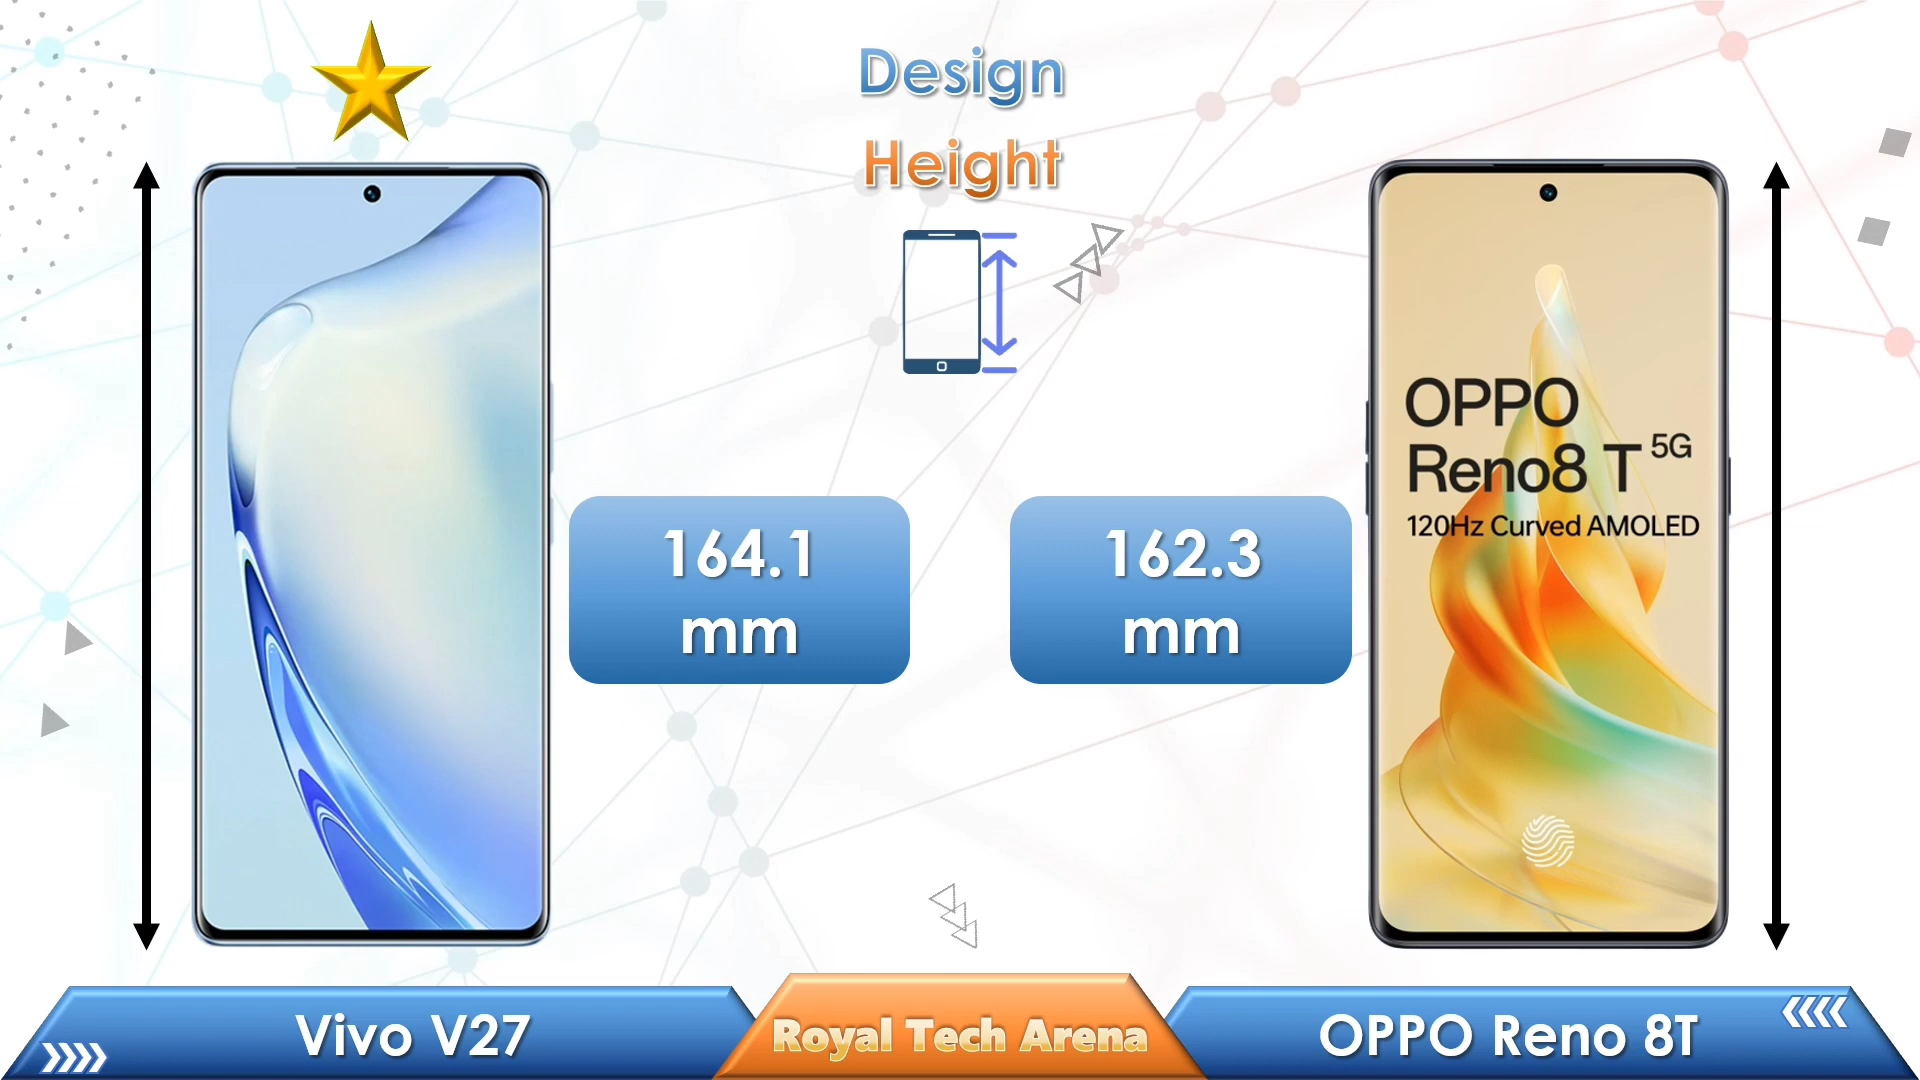 Design
Height
164.1
mm
162.3
mm
OPPO
Reno8 T 5G
120Hz Curved AMOLED
Vivo V27
Royal Tech Arena
OPPO Reno 8T